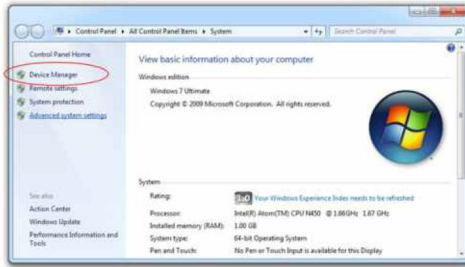 Control Panel ▸ All Control Panel Items ▸ System
Search Control Panel
Control Panel Home
Device Manager
Remote settings
System protection
Advanced system settings
See also
Action Center
Windows Update
Performance Information and
Tools
View basic information about your computer
Windows edition
Windows 7 Ultimate
Copyright © 2009 Microsoft Corporation. All rights reserved.
System
Rating:
1.0 Your Windows Experience Index needs to be refreshed
Processor: Intel(R) Atom(TM) CPU N450 @ 1.66GHz 1.67 GHz
Installed memory (RAM): 1.00 GB
System type: 64-bit Operating System
Pen and Touch: No Pen or Touch Input is available for this Display